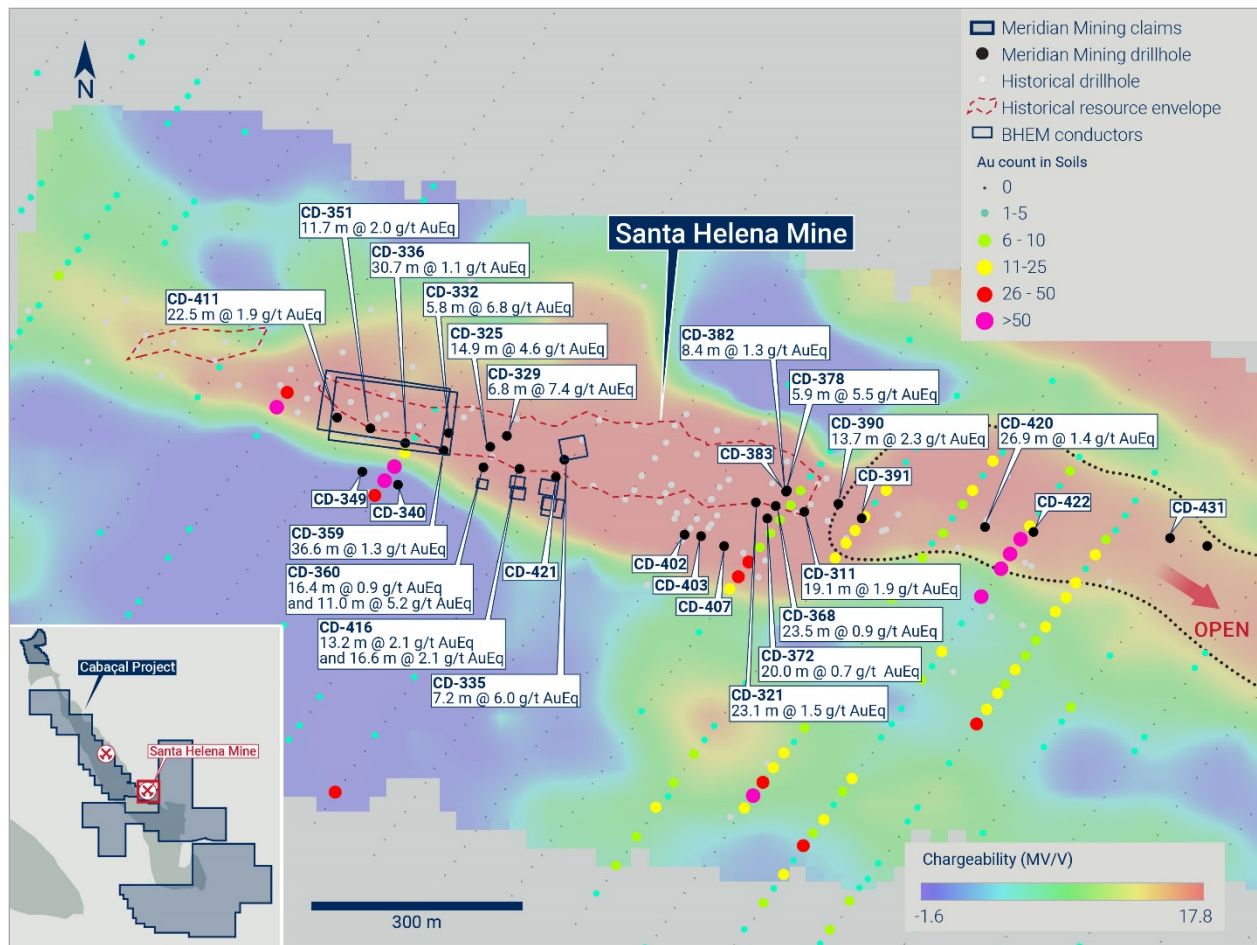 N
Meridian Mining claims
Meridian Mining drillhole
Historical drillhole
Historical resource envelope
BHEM conductors
Au count in Soils
0
1-5
6 - 10
11-25
26 - 50
>50
CD-351
11.7 m @ 2.0 g/t AuEq
CD-336
30.7 m @ 1.1 g/t AuEq
CD-411
22.5 m @ 1.9 g/t AuEq
CD-332
5.8 m @ 6.8 g/t AuEq
CD-325
14.9 m @ 4.6 g/t AuEq
CD-329
6.8 m @ 7.4 g/t AuEq
Santa Helena Mine
CD-382
8.4 m @ 1.3 g/t AuEq
CD-378
5.9 m @ 5.5 g/t AuEq
CD-390
13.7 m @ 2.3 g/t AuEq
CD-420
26.9 m @ 1.4 g/t AuEq
CD-383
CD-391
CD-422
CD-431
CD-349
CD-340
CD-359
36.6 m @ 1.3 g/t AuEq
CD-360
16.4 m @ 0.9 g/t AuEq
and 11.0 m @ 5.2 g/t AuEq
CD-416
13.2 m @ 2.1 g/t AuEq
and 16.6 m @ 2.1 g/t AuEq
CD-335
7.2 m @ 6.0 g/t AuEq
CD-421
CD-402
CD-403
CD-407
CD-311
19.1 m @ 1.9 g/t AuEq
CD-368
23.5 m @ 0.9 g/t AuEq
CD-372
20.0 m @ 0.7 g/t AuEq
CD-321
23.1 m @ 1.5 g/t AuEq
OPEN
Cabaçal Project
Santa Helena Mine
300 m
Chargeability (MV/V)
-1.6
17.8